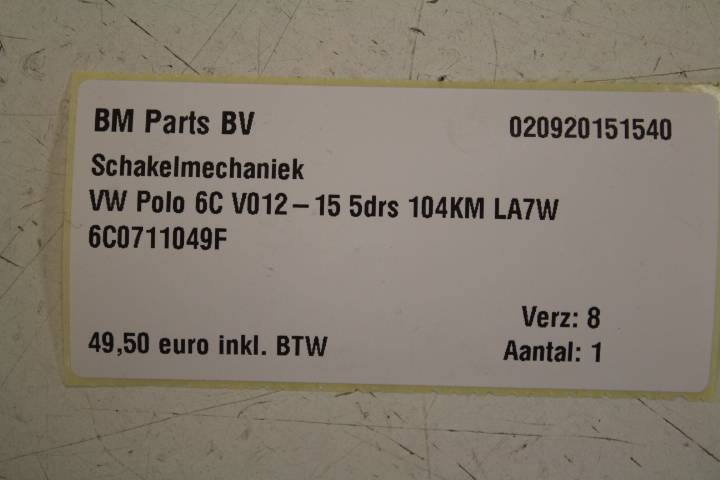 BM Parts BV 020920151540
Schakelmechaniek
VW Polo 6C V012-15 5drs 104KM LA7W
6C0711049F
Verz: 8
49,50 euro inkl. BTW Aantal: 1